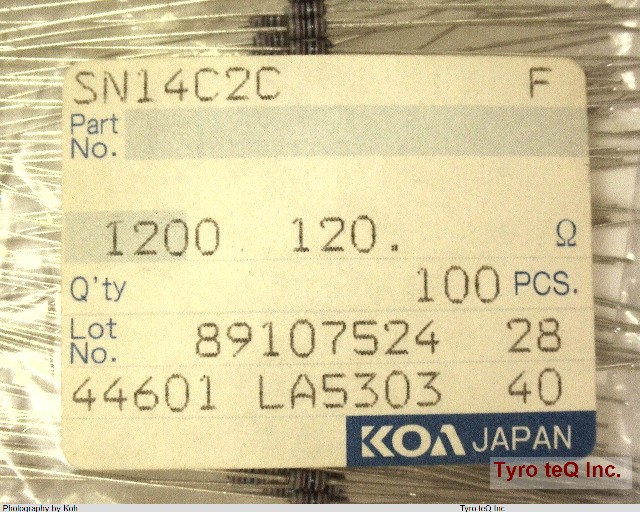 SN14C2C F
Part
No.
1200 120. Ω
Q'ty 100 PCS.
Lot
No. 89107524 28
44601 LA5303 40
KOA JAPAN
Tyro teQ Inc.
Photography by Koh Tyro teQ Inc